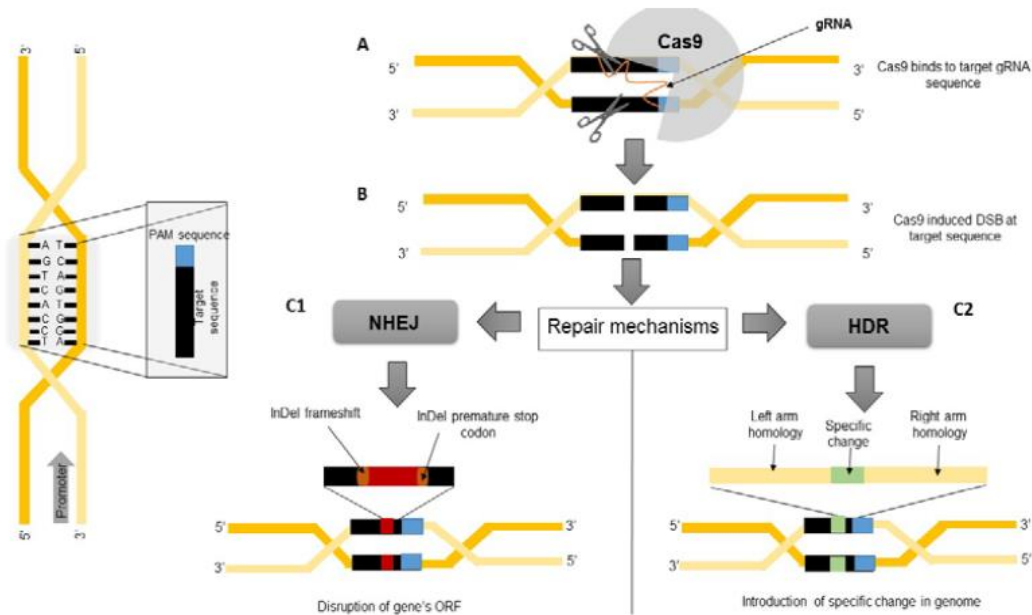 3'
5'
A T
G C
T A
C G
A T
C G
C G
T A
PAM sequence
Target
sequence
Promoter
5'
3'
A
Cas9
gRNA
5'
3'
3'
5'
Cas9 binds to target gRNA
sequence
B
5'
3'
3'
5'
Cas9 induced DSB at
target sequence
C1
NHEJ
Repair mechanisms
HDR
C2
InDel frameshift
InDel premature stop
codon
5'
3'
3'
5'
Disruption of gene's ORF
Left arm
homology
Specific
change
Right arm
homology
5'
3'
3'
5'
Introduction of specific change in genome